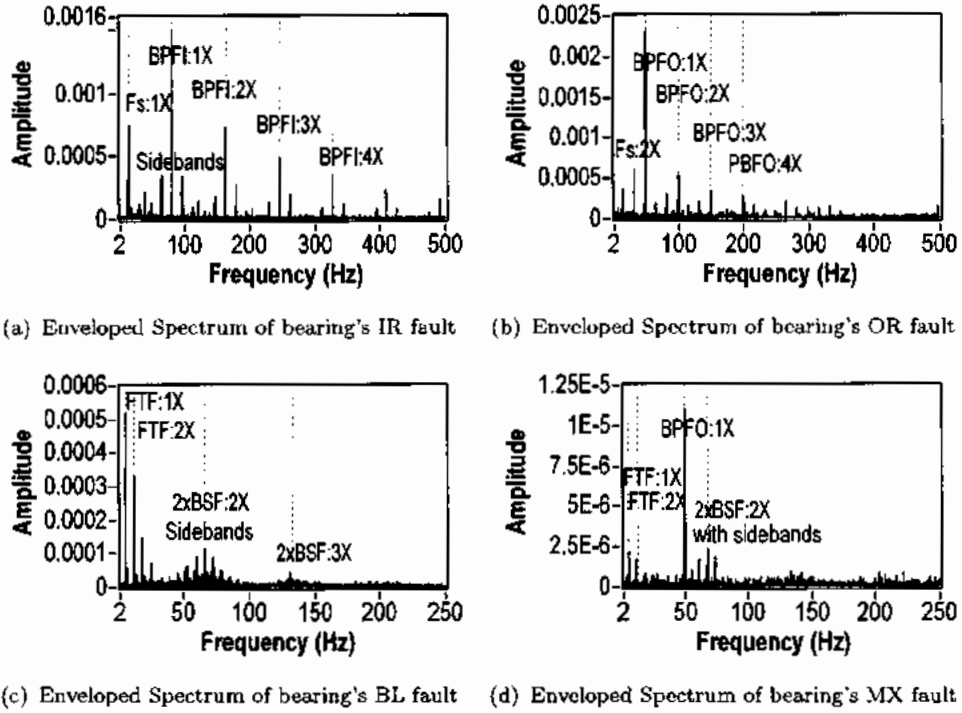 0.0016
0.001
0.0005
0
Amplitude
BPFI:1X
BPFI:2X
Fs:1X
BPFI:3X
Sidebands
BPFI:4X
2 100 200 300 400 500
Frequency (Hz)
(a) Enveloped Spectrum of bearing's IR fault
0.0025
0.002
0.0015
0.001
0.0005
0
Amplitude
BPFO:1X
BPFO:2X
BPFO:3X
Fs:2X
PBFO:4X
2 100 200 300 400 500
Frequency (Hz)
(b) Enveloped Spectrum of bearing's OR fault
0.0006
0.0005
0.0004
0.0003
0.0002
0.0001
0
Amplitude
FTF:1X
FTF:2X
2xBSF:2X
Sidebands
2xBSF:3X
2 50 100 150 200 250
Frequency (Hz)
(c) Enveloped Spectrum of bearing's BL fault
1.25E-5
1E-5
7.5E-6
5E-6
2.5E-6
0
Amplitude
BPFO:1X
FTF:1X
FTF:2X
2xBSF:2X
with sidebands
2 50 100 150 200 250
Frequency (Hz)
(d) Enveloped Spectrum of bearing's MX fault